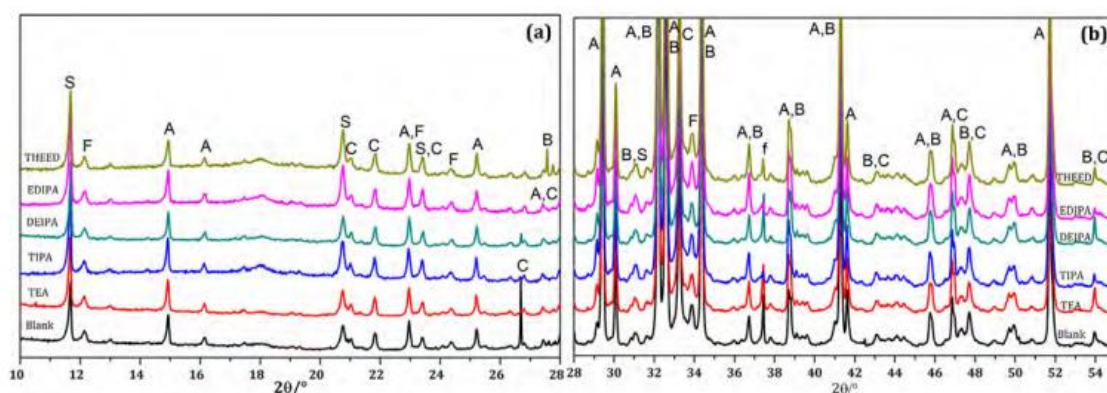 (a)
S
F
A
A
S
C
C
A,F
S,C
F
A
B
A,C
C
THEED
EDIPA
DEIPA
TIPA
TEA
Blank
10 12 14 16 18 20 22 24 26 28
2θ/°
(b)
A
A
A,B
B,S
A
B
C
F
A
B
A,B
f
A,B
A,B
A
B,C
A,B
A,C
B,C
A,B
A
B,C
THEED
EDIPA
DEIPA
TIPA
TEA
Blank
28 30 32 34 36 38 40 42 44 46 48 50 52 54
2θ/°